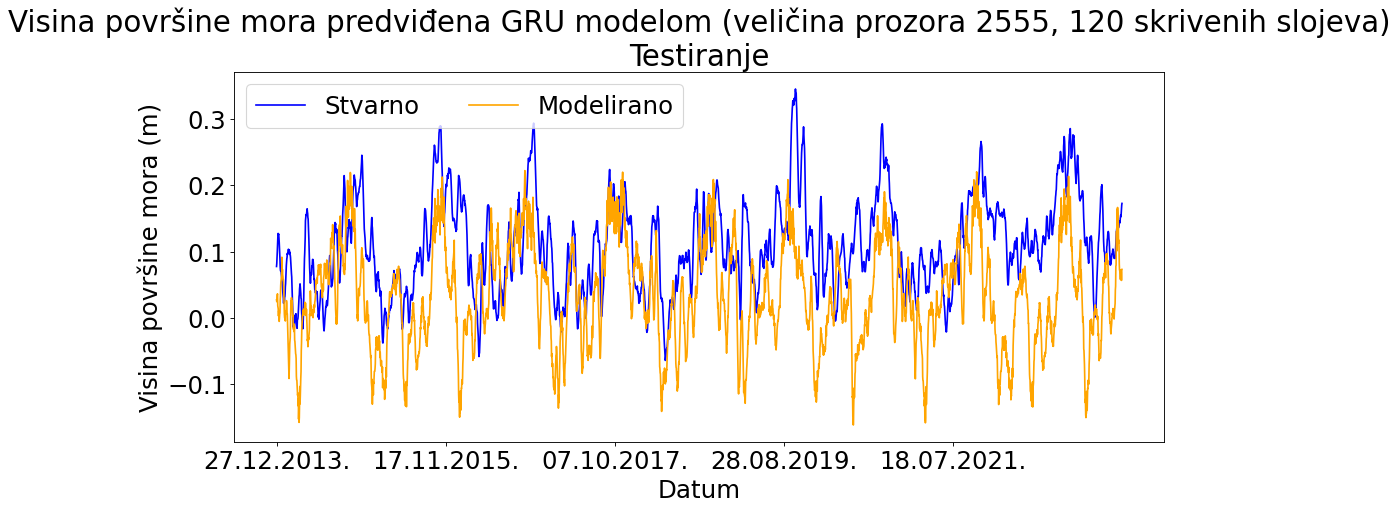 Visina površine mora predviđena GRU modelom (veličina prozora 2555, 120 skrivenih slojeva)
Testiranje
Stvarno Modelirano
Visina površine mora (m)
0.3
0.2
0.1
0.0
−0.1
27.12.2013. 17.11.2015. 07.10.2017. 28.08.2019. 18.07.2021.
Datum